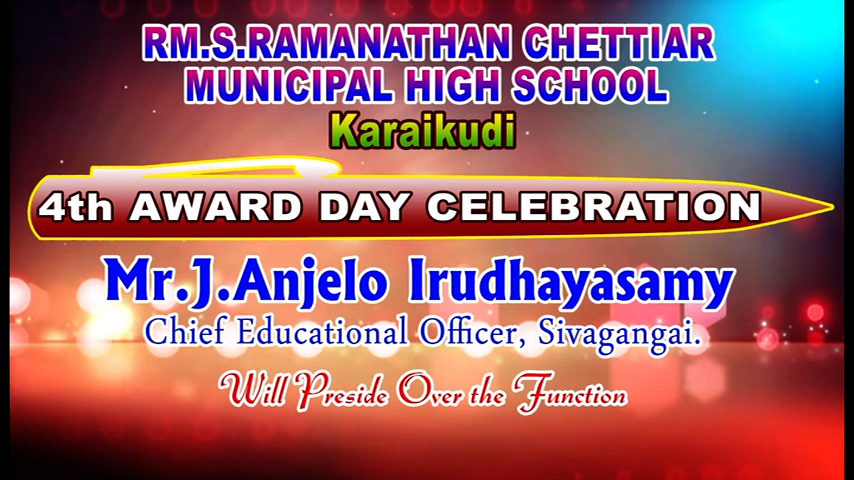 RM.S.RAMANATHAN CHETTIAR
MUNICIPAL HIGH SCHOOL
Karaikudi
4th AWARD DAY CELEBRATION
Mr.J.Anjelo Irudhayasamy
Chief Educational Officer, Sivagangai.
Will Preside Over the Function